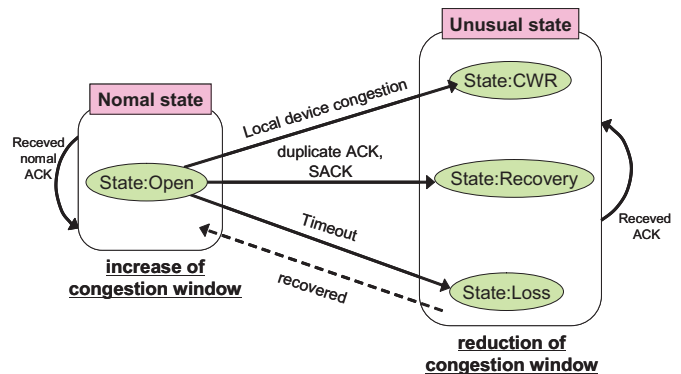 Unusual state
Nomal state
State:CWR
Local device congestion
Receved
nomal
ACK
duplicate ACK,
SACK
State:Open
State:Recovery
Receved
ACK
Timeout
recovered
State:Loss
increase of
congestion window
reduction of
congestion window